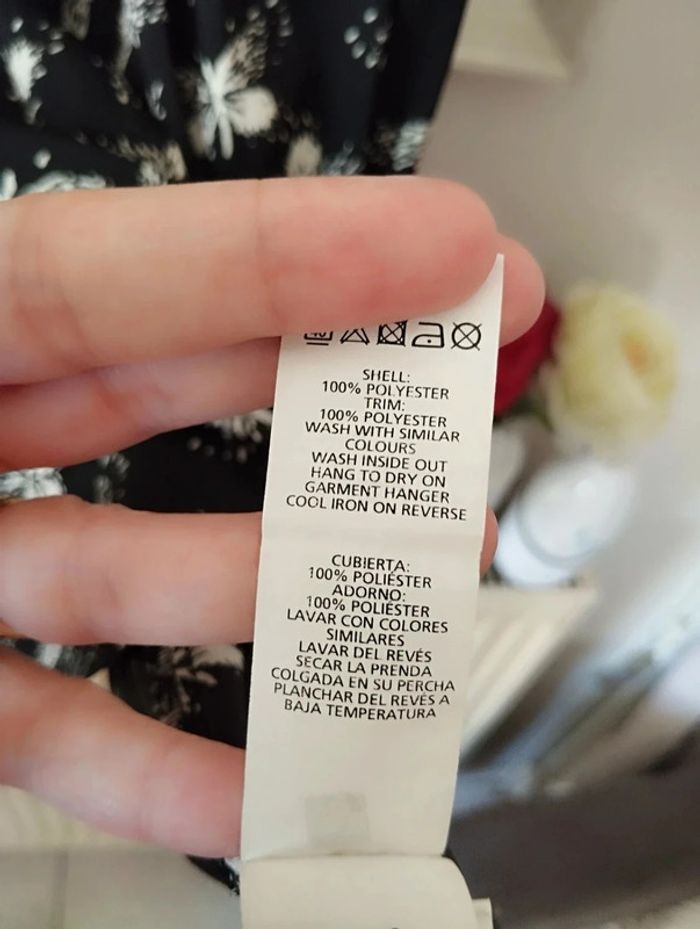 SHELL:
100% POLYESTER
TRIM:
100% POLYESTER
WASH WITH SIMILAR
COLOURS
WASH INSIDE OUT
HANG TO DRY ON
GARMENT HANGER
COOL IRON ON REVERSE
CUBIERTA:
100% POLIÉSTER
ADORNO:
100% POLIÉSTER
LAVAR CON COLORES
SIMILARES
LAVAR DEL REVÉS
SECAR LA PRENDA
COLGADA EN SU PERCHA
PLANCHAR DEL REVÉS A
BAJA TEMPERATURA